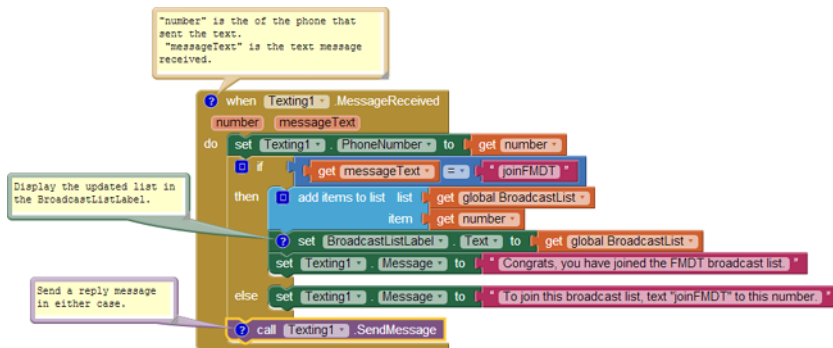 "number" is the of the phone that
sent the text.
"messageText" is the text message
received.
? when Texting1 .MessageReceived
number messageText
do set Texting1 . PhoneNumber to get number
if get messageText = " joinFMDT "
Display the updated list in
the BroadcastListLabel.
then add items to list list get global BroadcastList
item get number
? set BroadcastListLabel . Text to get global BroadcastList
set Texting1 . Message to " Congrats, you have joined the FMDT broadcast list. "
Send a reply message
in either case.
else set Texting1 . Message to " To join this broadcast list, text "joinFMDT" to this number. "
? call Texting1 .SendMessage